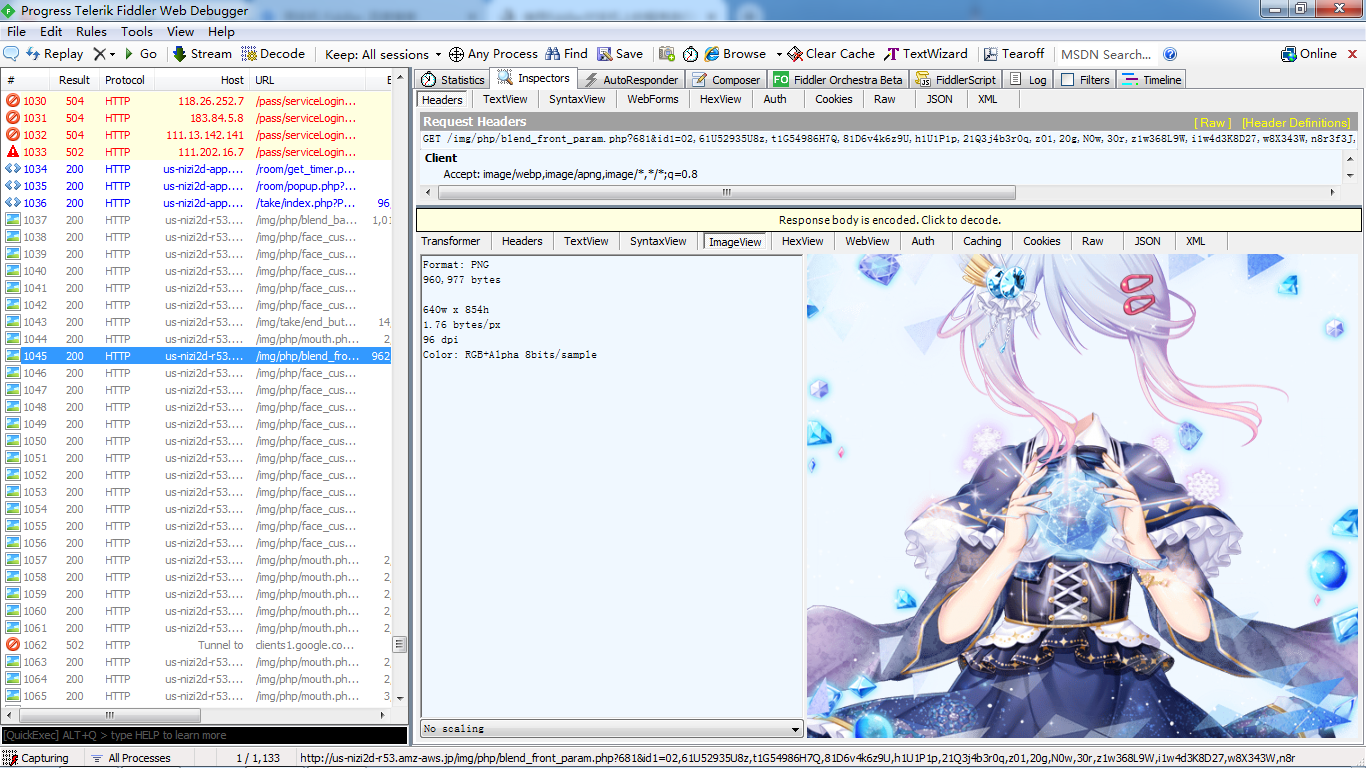 Progress Telerik Fiddler Web Debugger
File Edit Rules Tools View Help
Replay Go Stream Decode Keep: All sessions Any Process Find Save Browse Clear Cache TextWizard Tearoff MSDN Search... Online
# Result Protocol Host URL
1030 504 HTTP 118.26.252.7 /pass/serviceLogin...
1031 504 HTTP 183.84.5.8 /pass/serviceLogin...
1032 504 HTTP 111.13.142.141 /pass/serviceLogin...
1033 502 HTTP 111.202.16.7 /pass/serviceLogin...
1034 200 HTTP us-nizi2d-app.... /room/get_timer.p...
1035 200 HTTP us-nizi2d-app.... /room/popup.php?...
1036 200 HTTP us-nizi2d-app.... /take/index.php?P... 96
1037 200 HTTP us-nizi2d-r53.... /img/php/blend_ba... 1,01
1038 200 HTTP us-nizi2d-r53.... /img/php/face_cus...
1039 200 HTTP us-nizi2d-r53.... /img/php/face_cus...
1040 200 HTTP us-nizi2d-r53.... /img/php/face_cus...
1041 200 HTTP us-nizi2d-r53.... /img/php/face_cus...
1042 200 HTTP us-nizi2d-r53.... /img/php/face_cus...
1043 200 HTTP us-nizi2d-r53.... /img/take/end_but... 14,
1044 200 HTTP us-nizi2d-r53.... /img/php/mouth.ph... 2,
1045 200 HTTP us-nizi2d-r53.... /img/php/blend_fro... 962
1046 200 HTTP us-nizi2d-r53.... /img/php/face_cus...
1047 200 HTTP us-nizi2d-r53.... /img/php/face_cus...
1048 200 HTTP us-nizi2d-r53.... /img/php/face_cus...
1049 200 HTTP us-nizi2d-r53.... /img/php/face_cus...
1050 200 HTTP us-nizi2d-r53.... /img/php/face_cus...
1051 200 HTTP us-nizi2d-r53.... /img/php/face_cus...
1052 200 HTTP us-nizi2d-r53.... /img/php/face_cus...
1053 200 HTTP us-nizi2d-r53.... /img/php/face_cus...
1054 200 HTTP us-nizi2d-r53.... /img/php/face_cus...
1055 200 HTTP us-nizi2d-r53.... /img/php/face_cus...
1056 200 HTTP us-nizi2d-r53.... /img/php/face_cus...
1057 200 HTTP us-nizi2d-r53.... /img/php/mouth.ph... 2,
1058 200 HTTP us-nizi2d-r53.... /img/php/mouth.ph... 2,
1059 200 HTTP us-nizi2d-r53.... /img/php/mouth.ph... 2,
1060 200 HTTP us-nizi2d-r53.... /img/php/mouth.ph... 2,
1061 200 HTTP us-nizi2d-r53.... /img/php/mouth.ph... 2,
1062 502 HTTP Tunnel to clients1.google.co...
1063 200 HTTP us-nizi2d-r53.... /img/php/mouth.ph... 2,
1064 200 HTTP us-nizi2d-r53.... /img/php/mouth.ph... 2,
1065 200 HTTP us-nizi2d-r53.... /img/php/mouth.ph... 3
[QuickExec] ALT+Q > type HELP to learn more
Statistics Inspectors AutoResponder Composer FO Fiddler Orchestra Beta FiddlerScript Log Filters Timeline
Headers TextView SyntaxView WebForms HexView Auth Cookies Raw JSON XML
Request Headers [ Raw ] [Header Definitions]
GET /img/php/blend_front_param.php?681&id1=02,61U52935U8z,t1G54986H7Q,81D6v4k6z9U,h1U1P1p,21Q3j4b3r0q,z01,20g,N0w,30r,z1w368L9W,i1w4d3K8D27,w8X343W,n8r3f3J,
Client
Accept: image/webp,image/apng,image/*,*/*;q=0.8
Response body is encoded. Click to decode.
Transformer Headers TextView SyntaxView ImageView HexView WebView Auth Caching Cookies Raw JSON XML
Format: PNG
960,977 bytes
640w x 854h
1.76 bytes/px
96 dpi
Color: RGB+Alpha 8bits/sample
No scaling
Capturing All Processes 1 / 1,133 http://us-nizi2d-r53.amz-aws.jp/img/php/blend_front_param.php?681&id1=02,61U52935U8z,t1G54986H7Q,81D6v4k6z9U,h1U1P1p,21Q3j4b3r0q,z01,20g,N0w,30r,z1w368L9W,i1w4d3K8D27,w8X343W,n8r